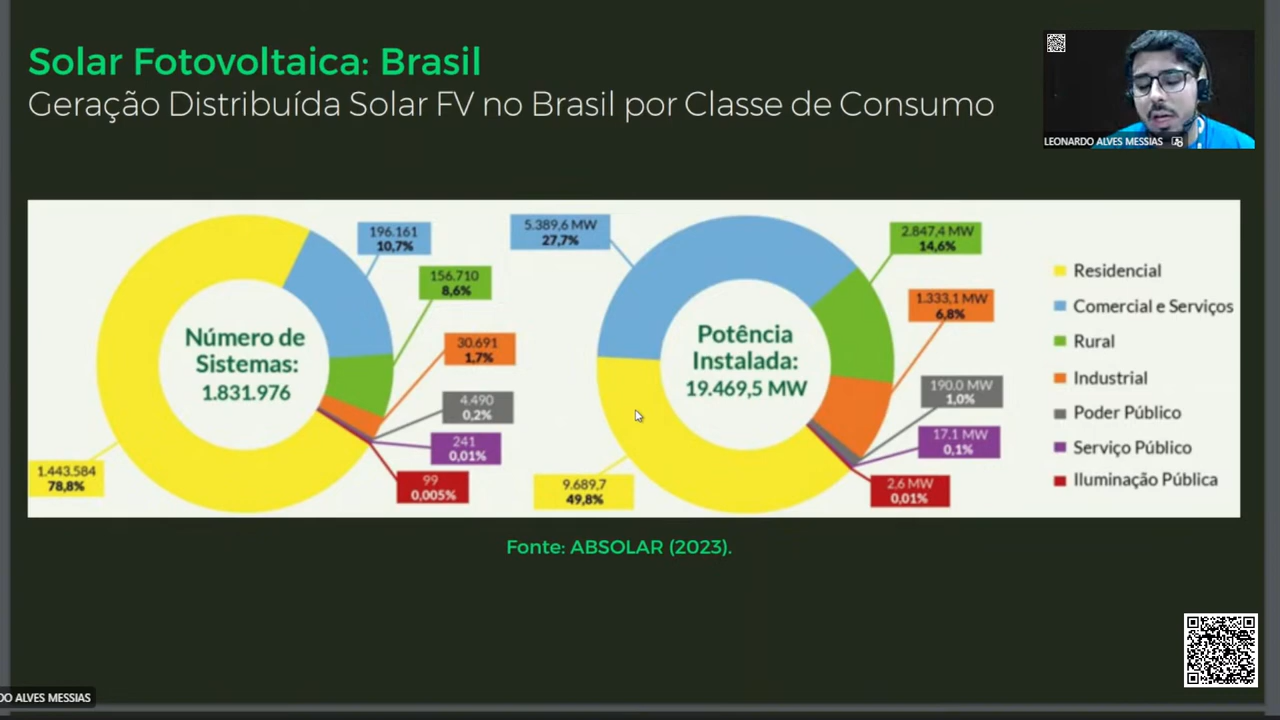 Solar Fotovoltaica: Brasil
Geração Distribuída Solar FV no Brasil por Classe de Consumo
LEONARDO ALVES MESSIAS
Número de
Sistemas:
1.831.976
196.161
10,7%
156.710
8,6%
30.691
1,7%
4.490
0,2%
241
0,01%
99
0,005%
1.443.584
78,8%
Potência
Instalada:
19.469,5 MW
5.389,6 MW
27,7%
2.847,4 MW
14,6%
1.333,1 MW
6,8%
190.0 MW
1,0%
17.1 MW
0,1%
2.6 MW
0,01%
9.689,7
49,8%
Residencial
Comercial e Serviços
Rural
Industrial
Poder Público
Serviço Público
Iluminação Pública
Fonte: ABSOLAR (2023).
DO ALVES MESSIAS